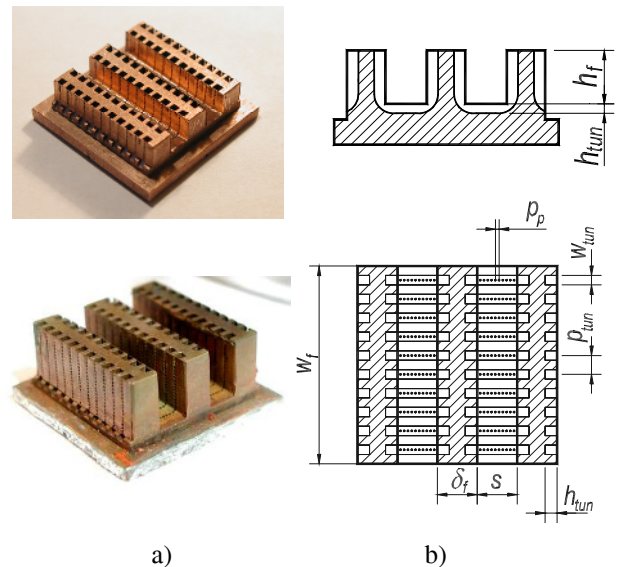 h_f
h_tun
p_p
w_tun
p_tun
w_f
δ_f
s
h_tun
a)
b)